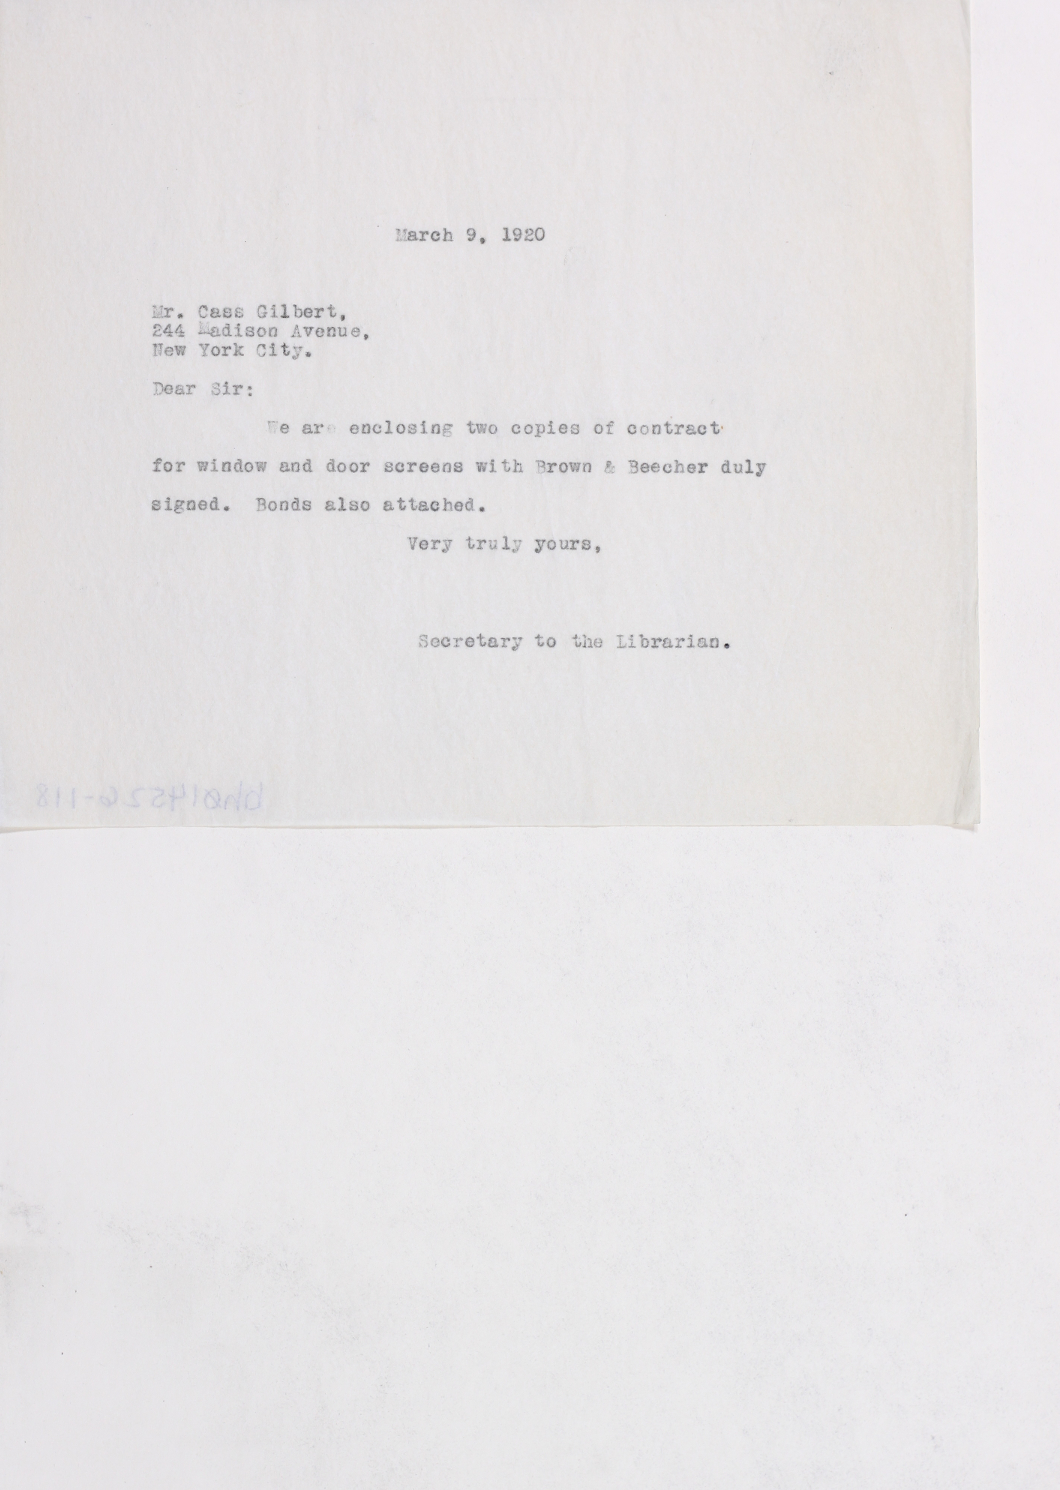 March 9, 1920
Mr. Cass Gilbert,
244 Madison Avenue,
New York City.
Dear Sir:
We are enclosing two copies of contract
for window and door screens with Brown & Beecher duly
signed. Bonds also attached.
Very truly yours,
Secretary to the Librarian.
bha014526-118